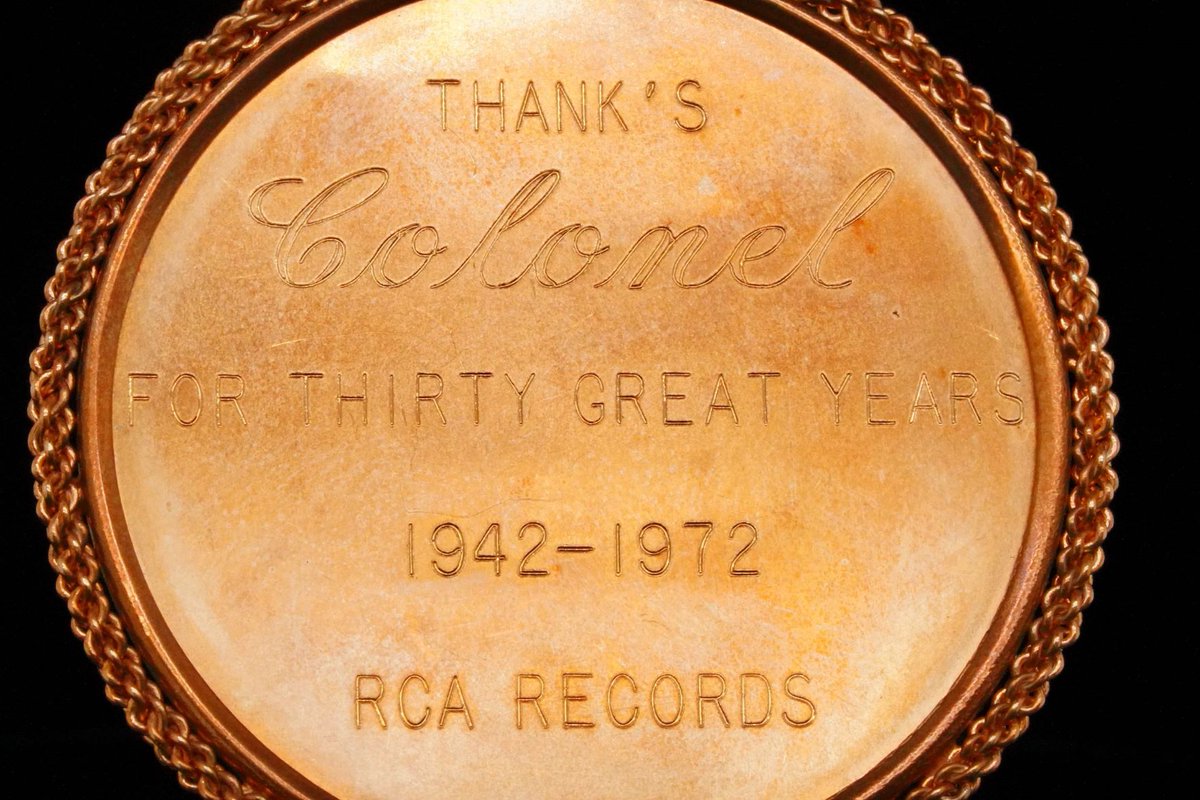 THANK'S
Colonel
FOR THIRTY GREAT YEARS
1942-1972
RCA RECORDS